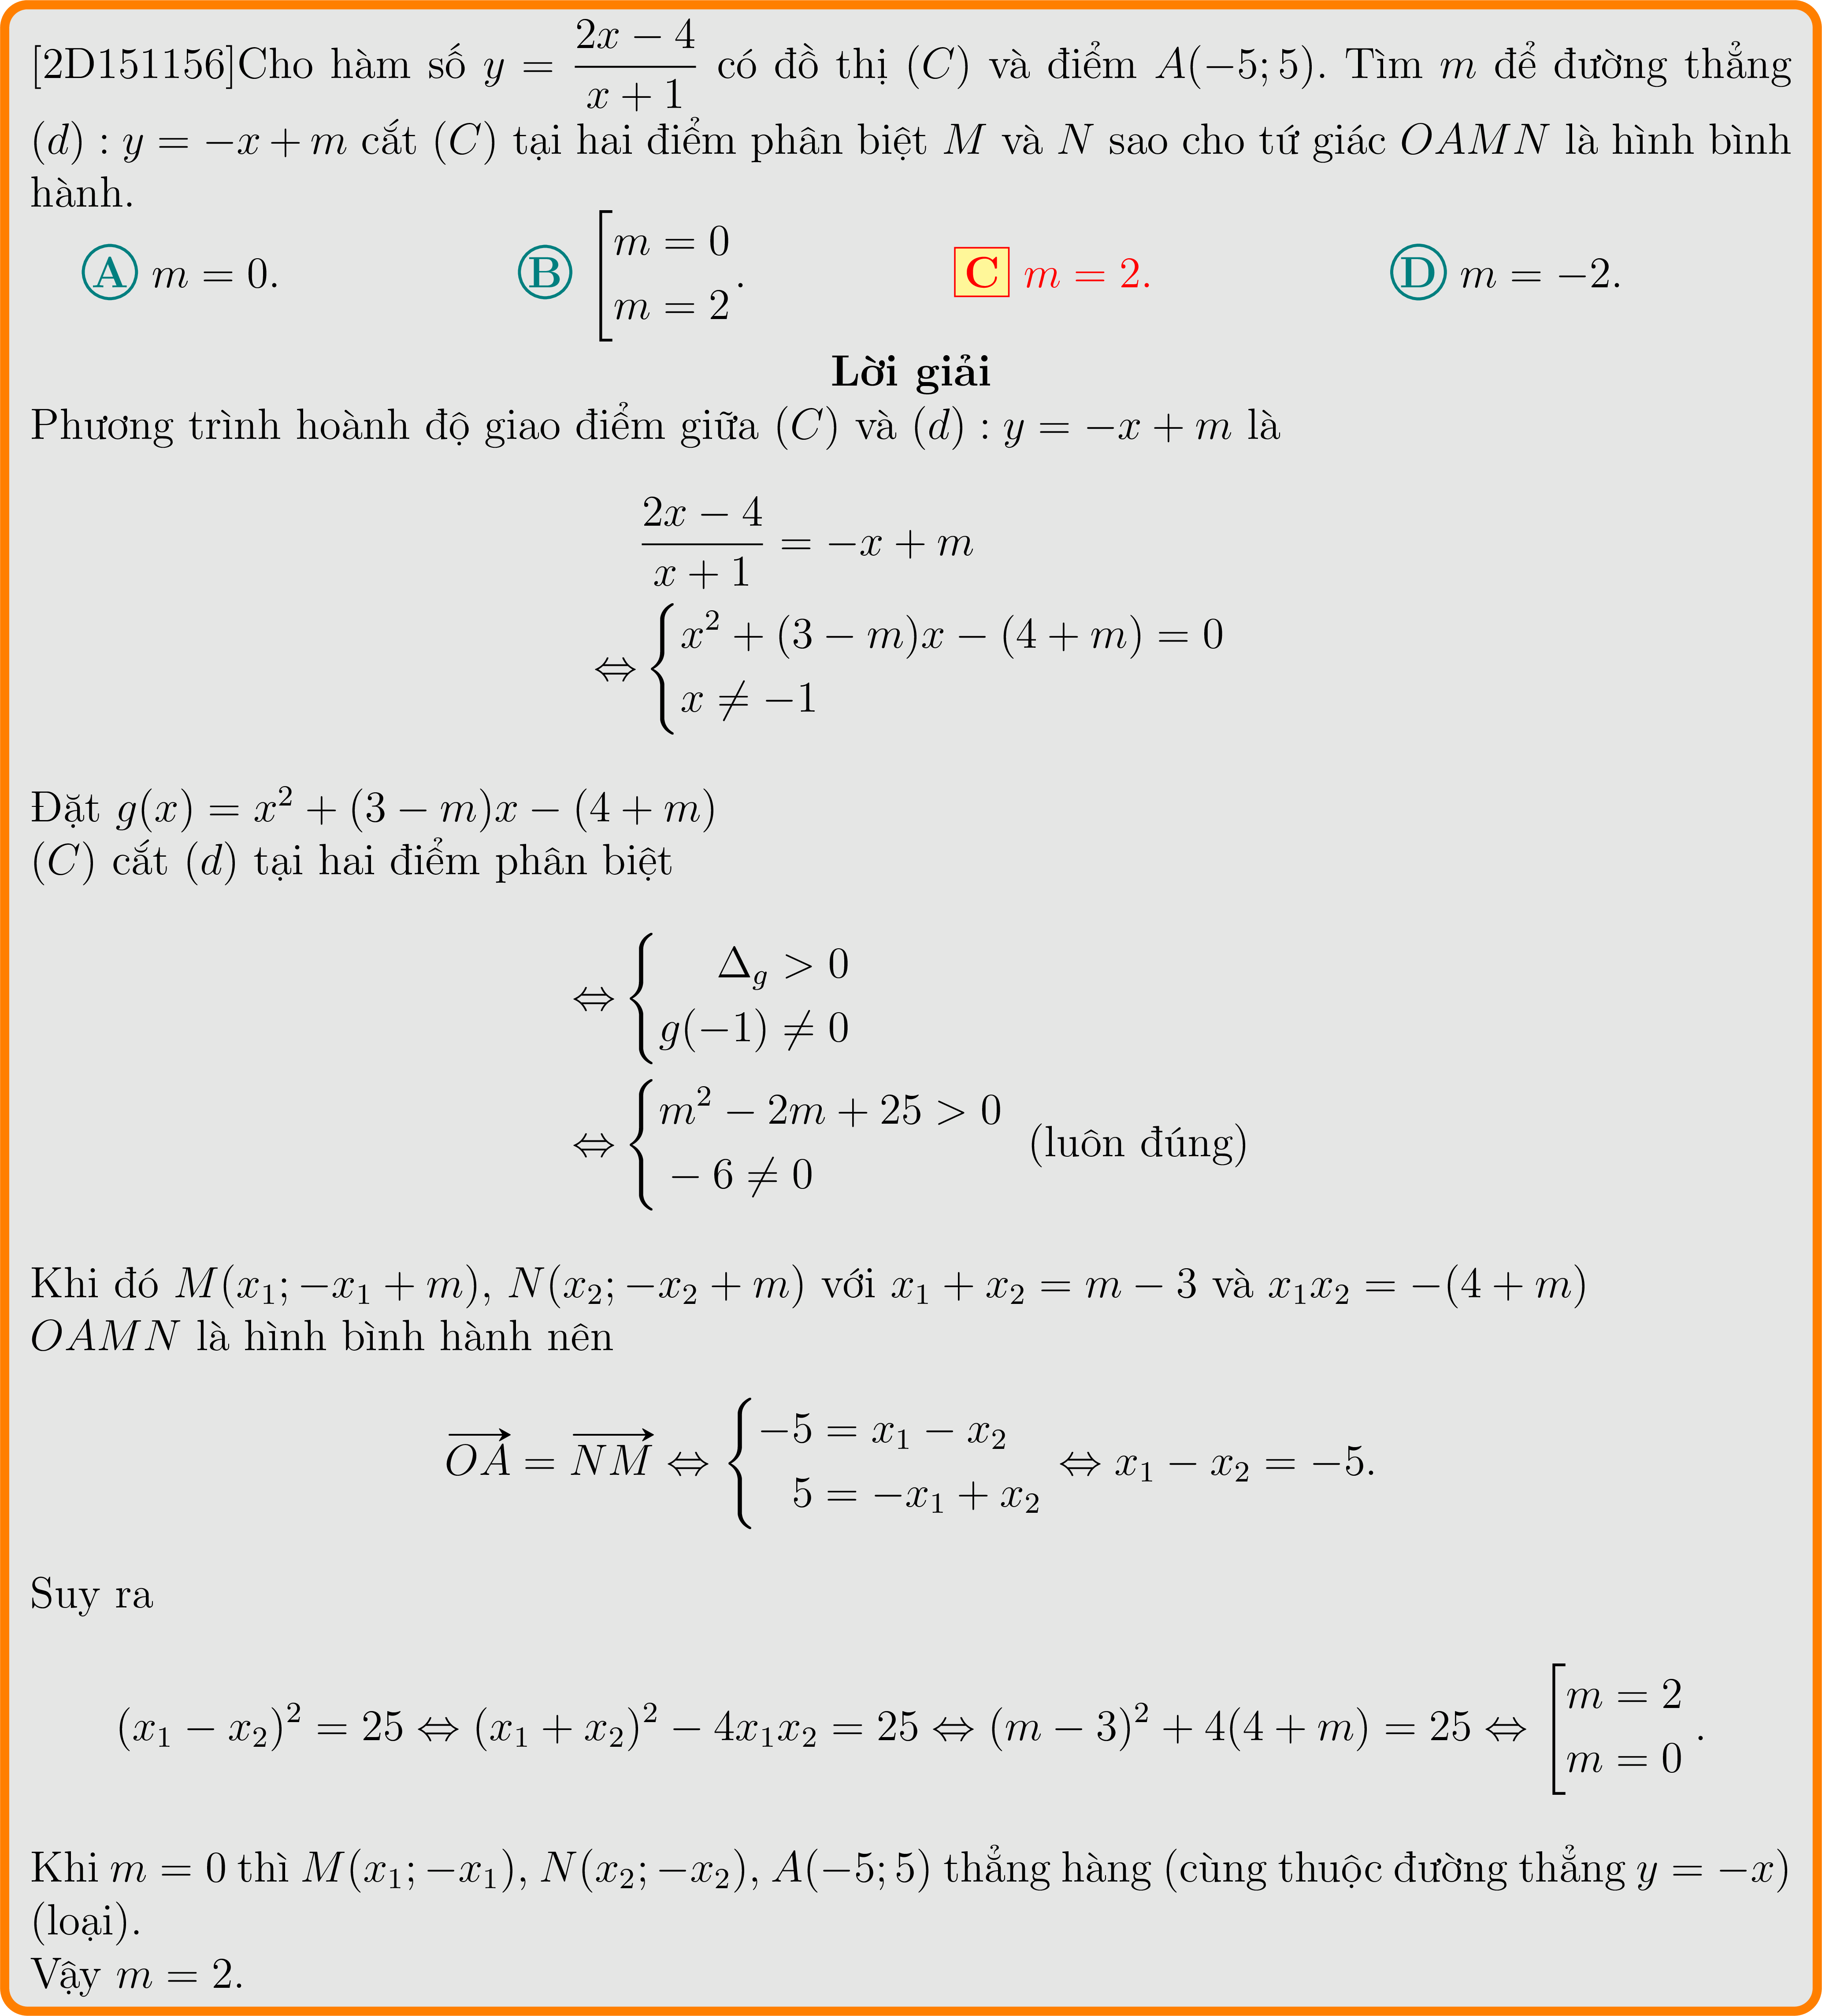 [2D151156]Cho hàm số $y = \dfrac{2x-4}{x+1}$ có đồ thị $(C)$ và điểm $A(-5;5)$. Tìm $m$ để đường thẳng
$(d): y = -x+m$ cắt $(C)$ tại hai điểm phân biệt $M$ và $N$ sao cho tứ giác $OAMN$ là hình bình
hành.
A $m = 0$. B $\left[\begin{array}{l} m = 0 \\ m = 2 \end{array}\right.$. C $m = 2$. D $m = -2$.
Lời giải
Phương trình hoành độ giao điểm giữa $(C)$ và $(d): y = -x+m$ là
$\dfrac{2x-4}{x+1} = -x+m$
$\Leftrightarrow \begin{cases} x^2+(3-m)x-(4+m) = 0 \\ x \neq -1 \end{cases}$
Đặt $g(x) = x^2+(3-m)x-(4+m)$
$(C)$ cắt $(d)$ tại hai điểm phân biệt
$\Leftrightarrow \begin{cases} \Delta_g > 0 \\ g(-1) \neq 0 \end{cases}$
$\Leftrightarrow \begin{cases} m^2-2m+25 > 0 \\ -6 \neq 0 \end{cases}$ (luôn đúng)
Khi đó $M(x_1;-x_1+m)$, $N(x_2;-x_2+m)$ với $x_1+x_2 = m-3$ và $x_1x_2 = -(4+m)$
$OAMN$ là hình bình hành nên
$\overrightarrow{OA} = \overrightarrow{NM} \Leftrightarrow \begin{cases} -5 = x_1-x_2 \\ 5 = -x_1+x_2 \end{cases} \Leftrightarrow x_1-x_2 = -5.$
Suy ra
$(x_1-x_2)^2 = 25 \Leftrightarrow (x_1+x_2)^2-4x_1x_2 = 25 \Leftrightarrow (m-3)^2+4(4+m) = 25 \Leftrightarrow \left[\begin{array}{l} m = 2 \\ m = 0 \end{array}\right.$.
Khi $m = 0$ thì $M(x_1;-x_1)$, $N(x_2;-x_2)$, $A(-5;5)$ thẳng hàng (cùng thuộc đường thẳng $y = -x$)
(loại).
Vậy $m = 2$.